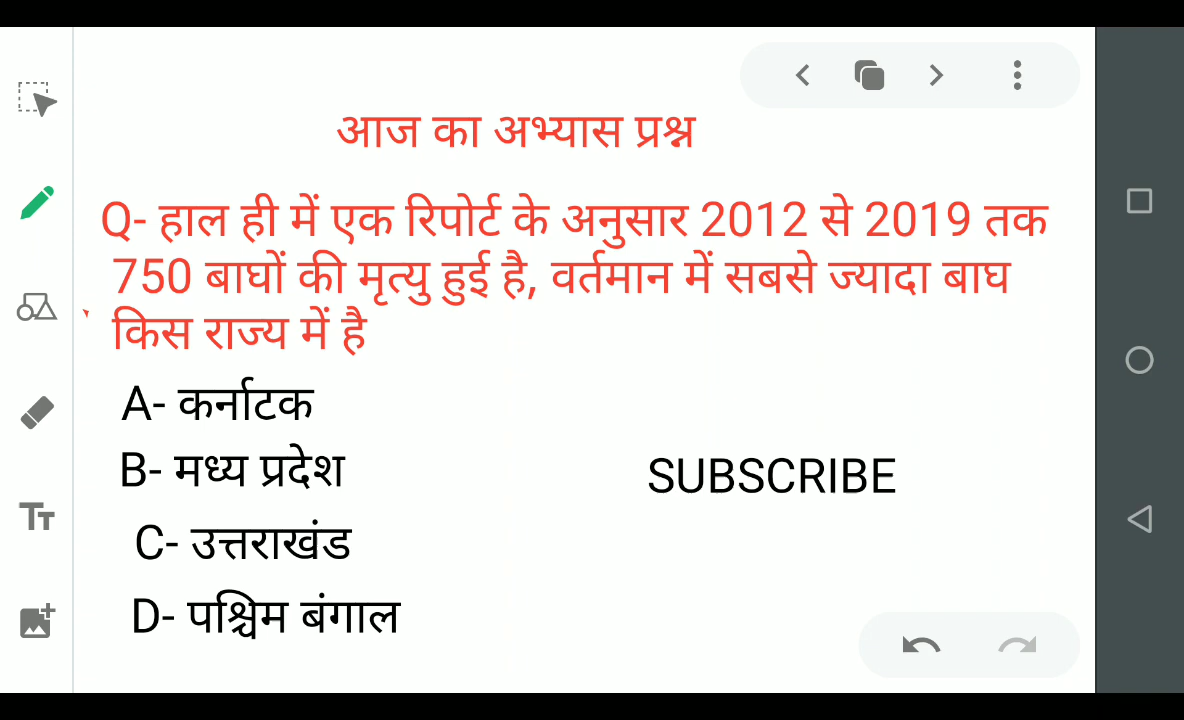 आज का अभ्यास प्रश्न
Q- हाल ही में एक रिपोर्ट के अनुसार 2012 से 2019 तक
750 बाघों की मृत्यु हुई है, वर्तमान में सबसे ज्यादा बाघ
किस राज्य में है
A- कर्नाटक
B- मध्य प्रदेश
SUBSCRIBE
C- उत्तराखंड
D- पश्चिम बंगाल
Tт